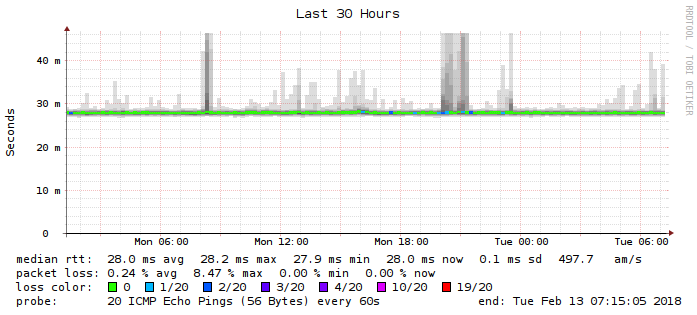 Last 30 Hours
RRDTOOL / TOBI OETIKER
Seconds
40 m
30 m
20 m
10 m
0
Mon 06:00 Mon 12:00 Mon 18:00 Tue 00:00 Tue 06:00
median rtt: 28.0 ms avg 28.2 ms max 27.9 ms min 28.0 ms now 0.1 ms sd 497.7 am/s
packet loss: 0.24 % avg 8.47 % max 0.00 % min 0.00 % now
loss color: 0 1/20 2/20 3/20 4/20 10/20 19/20
probe: 20 ICMP Echo Pings (56 Bytes) every 60s end: Tue Feb 13 07:15:05 2018